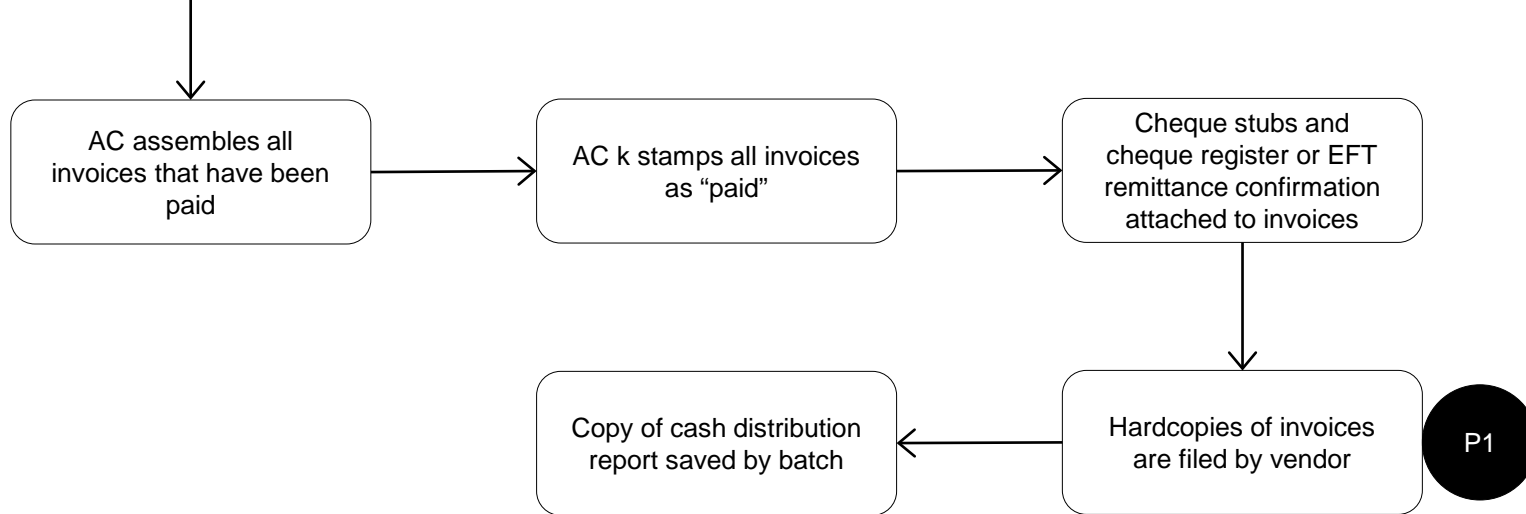 AC assembles all
invoices that have been
paid
AC k stamps all invoices
as “paid”
Cheque stubs and
cheque register or EFT
remittance confirmation
attached to invoices
Copy of cash distribution
report saved by batch
Hardcopies of invoices
are filed by vendor
P1